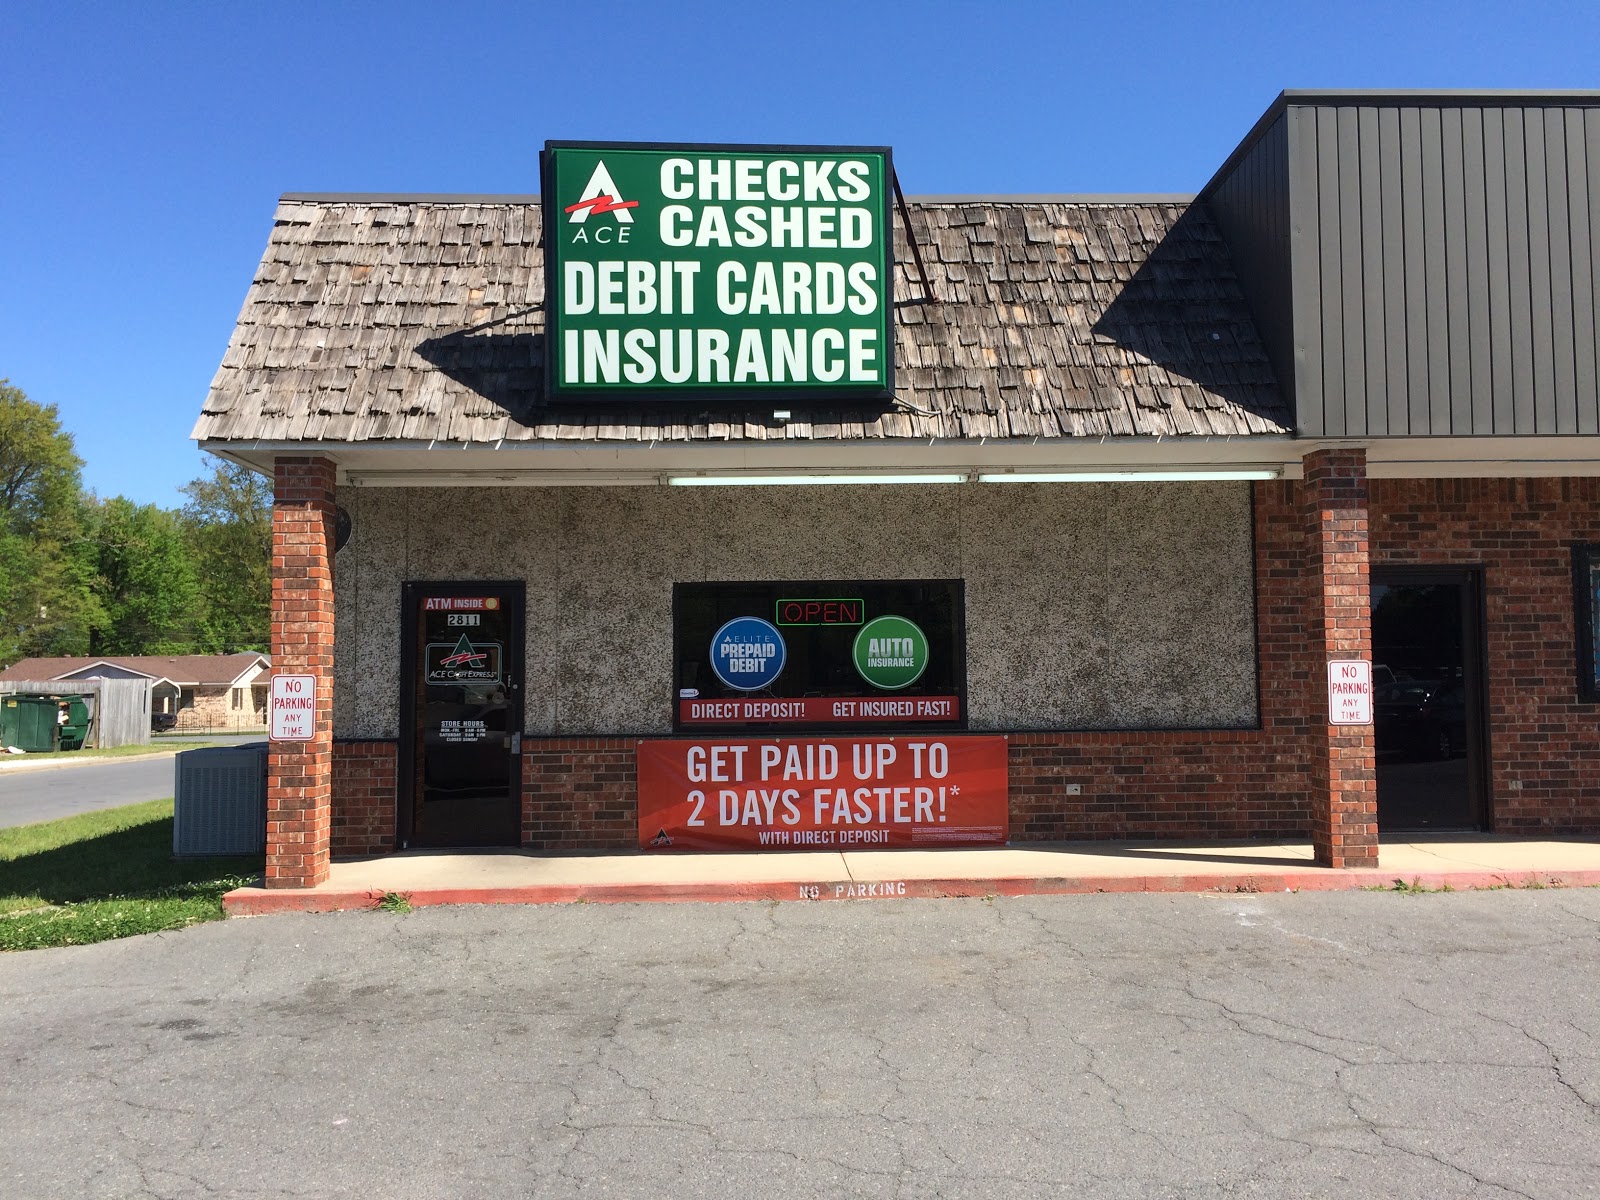 CHECKS
CASHED
ACE
DEBIT CARDS
INSURANCE
ATM INSIDE
2811
ACE CASH EXPRESS
STORE HOURS
CLOSED SUNDAY
OPEN
ELITE
PREPAID
DEBIT
AUTO
INSURANCE
DIRECT DEPOSIT!
GET INSURED FAST!
NO
PARKING
ANY
TIME
NO
PARKING
ANY
TIME
GET PAID UP TO
2 DAYS FASTER!*
WITH DIRECT DEPOSIT
NO PARKING